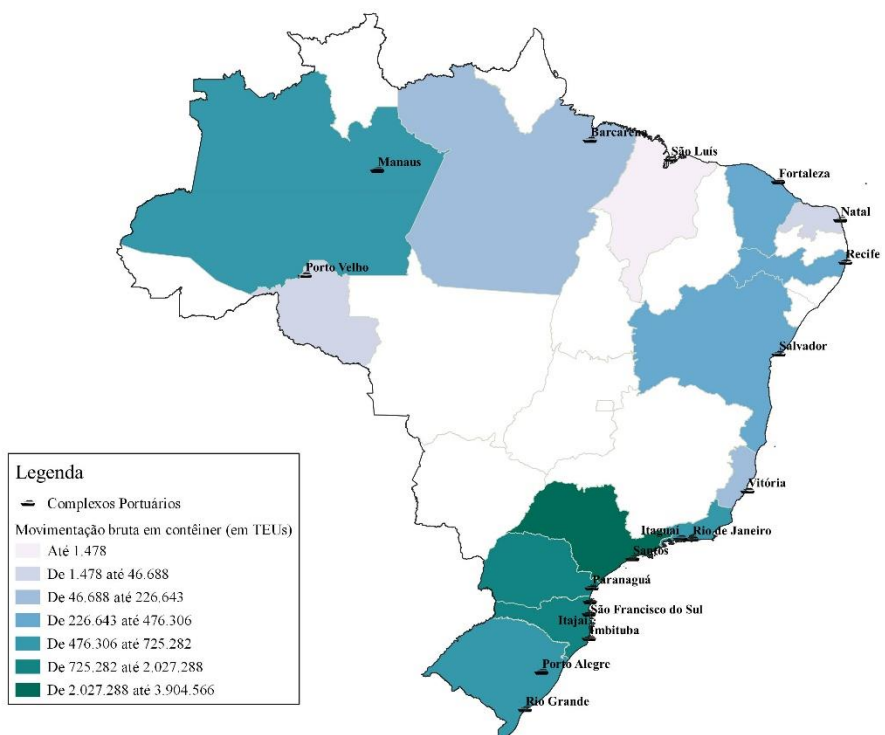 Barcarena
São Luís
Manaus
Fortaleza
Natal
Porto Velho
Recife
Salvador
Vitória
Itaguaí
Rio de Janeiro
Santos
Paranaguá
São Francisco do Sul
Itajaí
Imbituba
Porto Alegre
Rio Grande
Legenda
Complexos Portuários
Movimentação bruta em contêiner (em TEUs)
Até 1.478
De 1.478 até 46.688
De 46.688 até 226.643
De 226.643 até 476.306
De 476.306 até 725.282
De 725.282 até 2.027.288
De 2.027.288 até 3.904.566